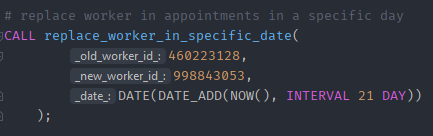 # replace worker in appointments in a specific day
CALL replace_worker_in_specific_date(
_old_worker_id_: 460223128,
_new_worker_id_: 998843053,
_date_: DATE(DATE_ADD(NOW(), INTERVAL 21 DAY))
);